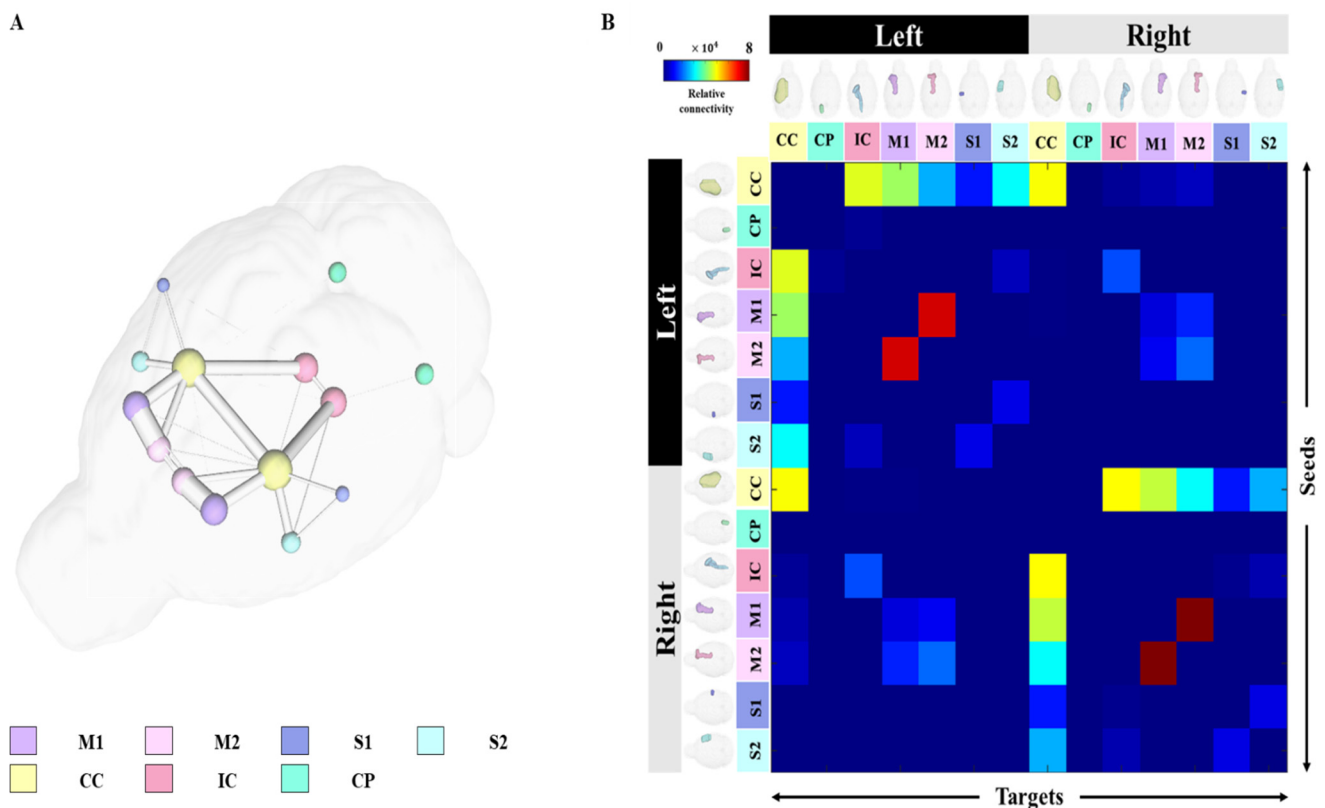 A
B
Left
Right
0 × 10⁴ 8
Relative
connectivity
CC CP IC M1 M2 S1 S2 CC CP IC M1 M2 S1 S2
Left
CC
CP
IC
M1
M2
S1
S2
Right
CC
CP
IC
M1
M2
S1
S2
Seeds
Targets
M1 M2 S1 S2
CC IC CP